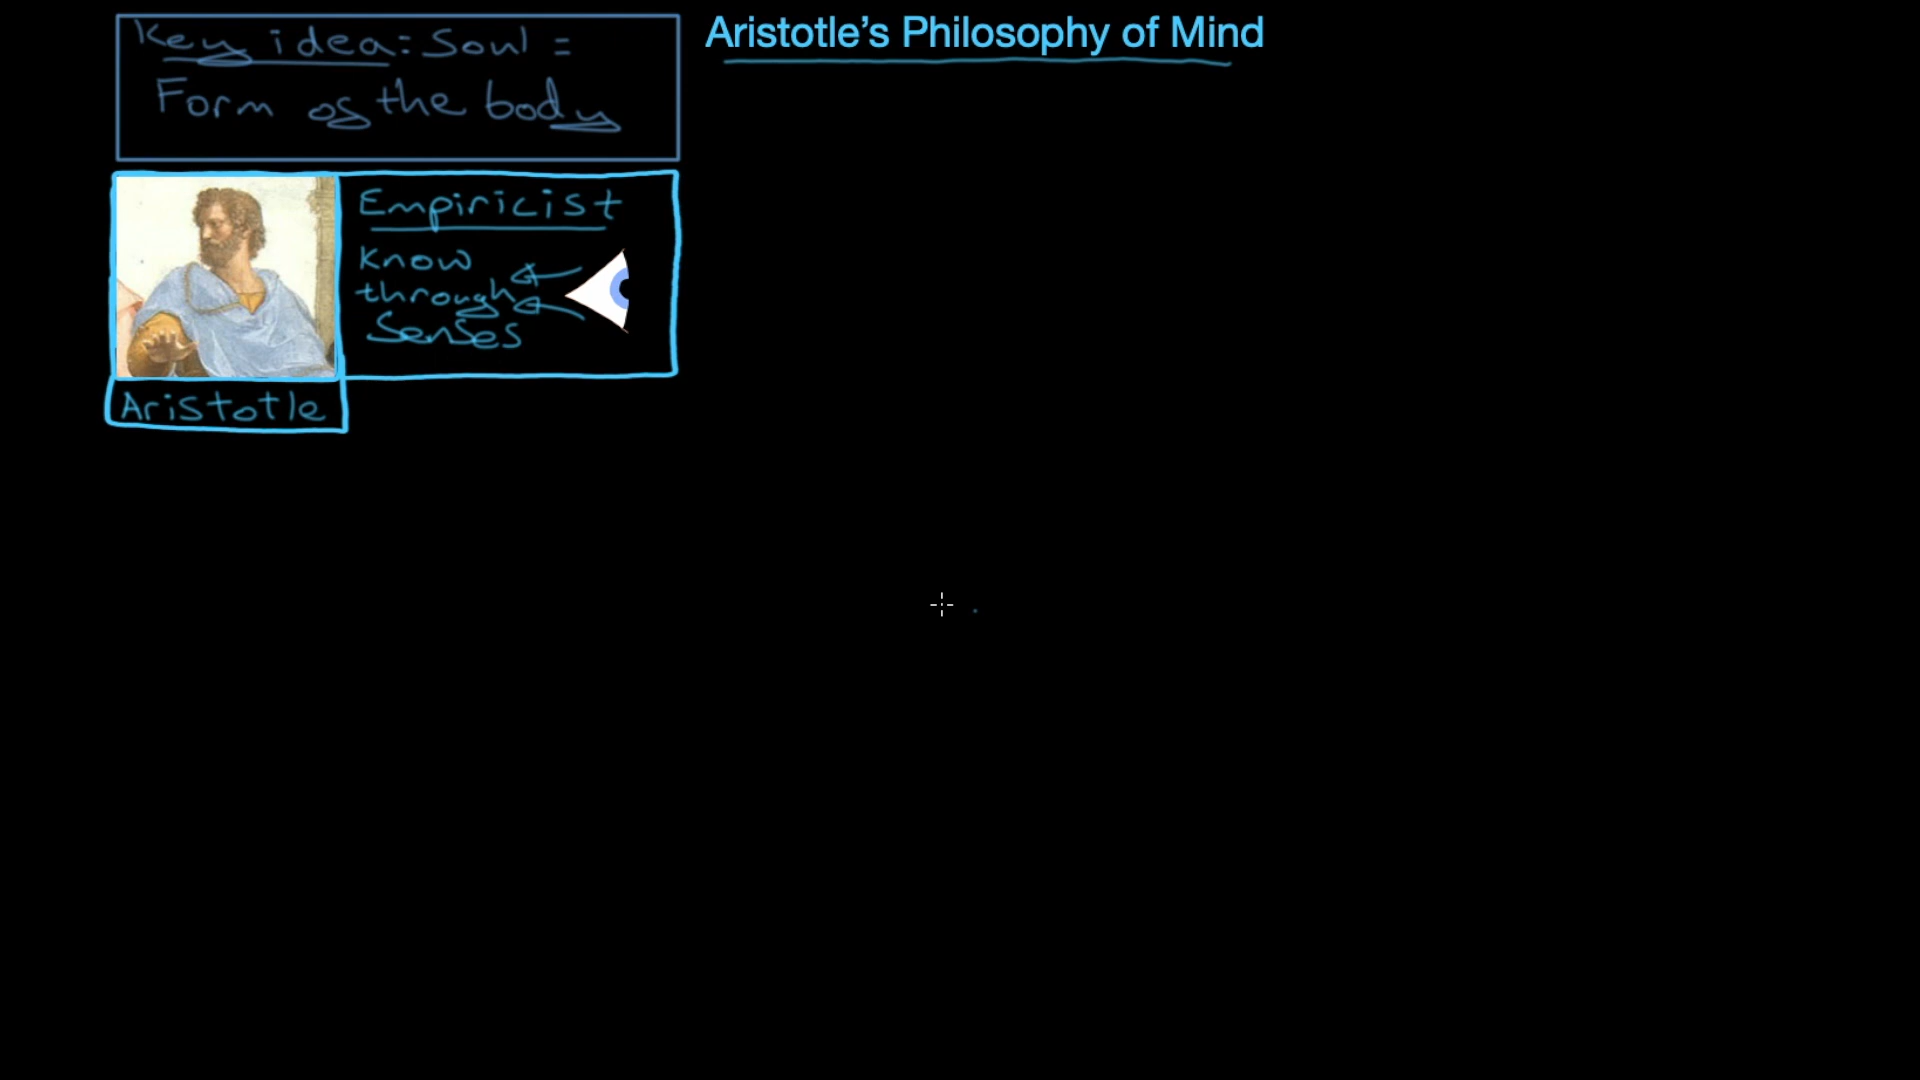 Aristotle's Philosophy of Mind
Key idea: Soul =
Form of the body
Empiricist
Know
through
Senses
Aristotle